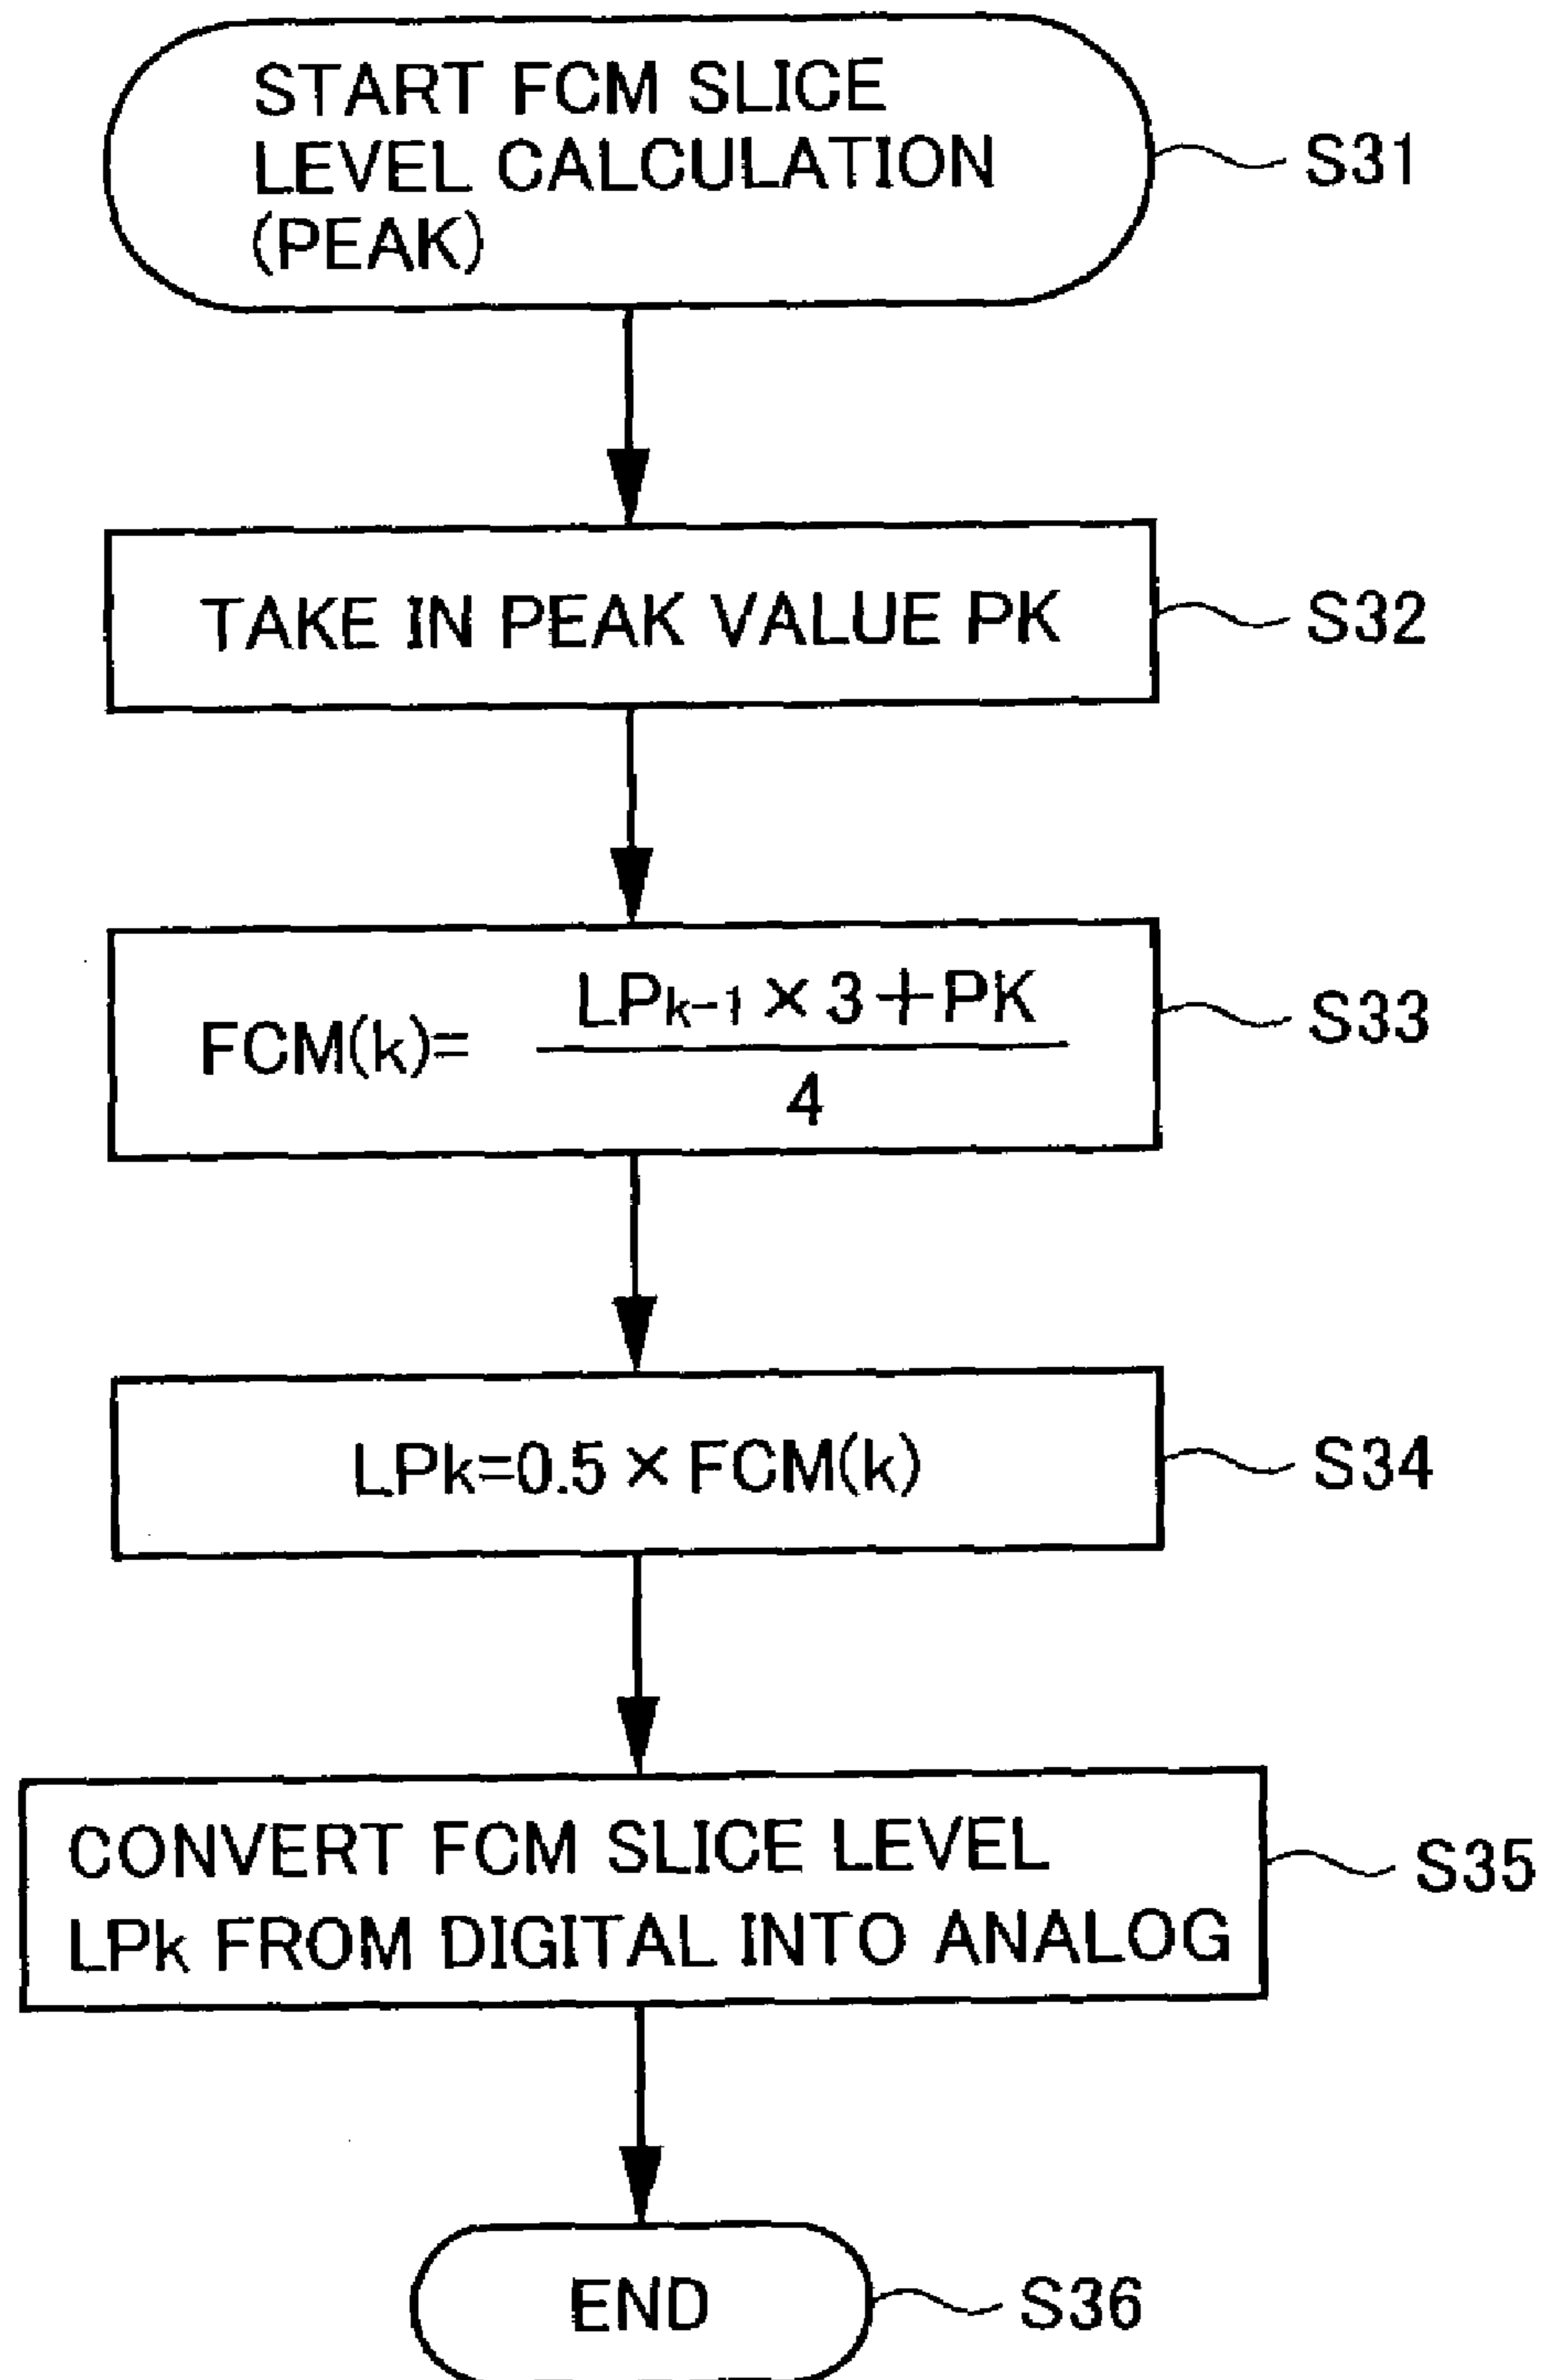 START FCM SLICE
LEVEL CALCULATION
(PEAK)
S31
TAKE IN PEAK VALUE PK
S32
FCM(k)= LPk-1 × 3+PK
4
S33
LPk=0.5 × FCM(k)
S34
CONVERT FCM SLICE LEVEL
LPk FROM DIGITAL INTO ANALOG
S35
END
S36